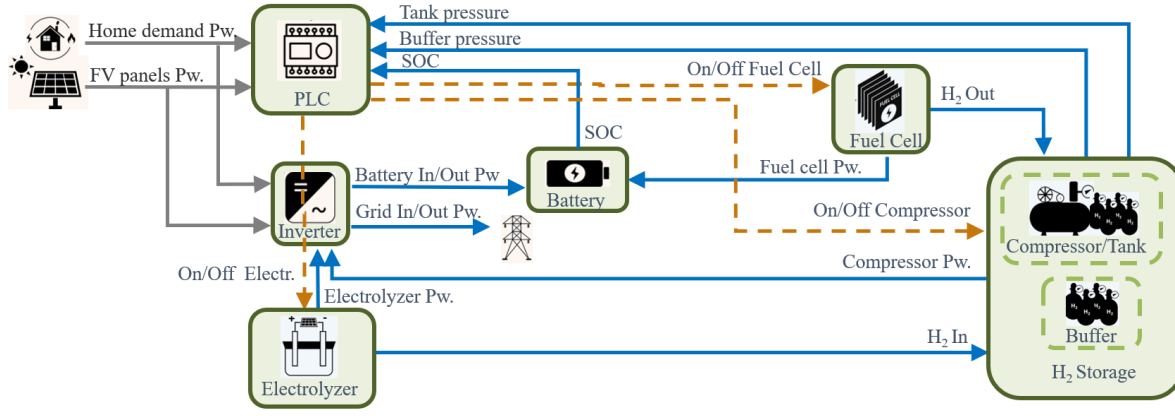 Home demand Pw.
FV panels Pw.
PLC
Tank pressure
Buffer pressure
SOC
On/Off Fuel Cell
FUEL CELL
Fuel Cell
H₂ Out
SOC
Battery In/Out Pw
Battery
Fuel cell Pw.
Inverter
Grid In/Out Pw.
On/Off Compressor
Compressor/Tank
On/Off Electr.
Electrolyzer Pw.
Compressor Pw.
Buffer
H₂ In
H₂ Storage
Electrolyzer